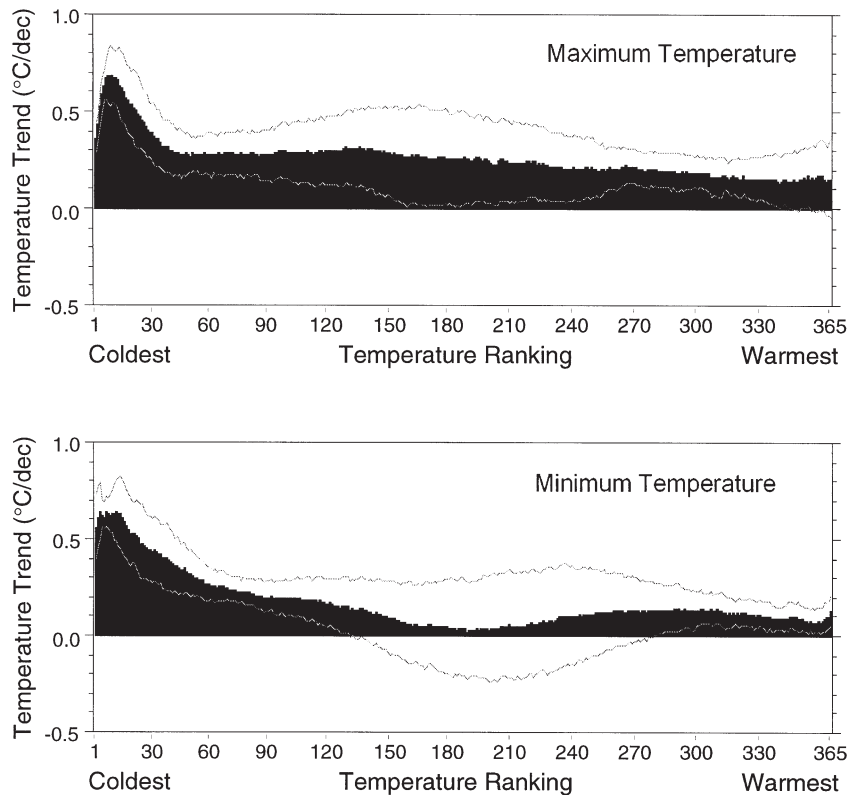 1.0
Maximum Temperature
0.5
0.0
-0.5
Temperature Trend (°C/dec)
1 30 60 90 120 150 180 210 240 270 300 330 365
Coldest Temperature Ranking Warmest
1.0
Minimum Temperature
0.5
0.0
-0.5
Temperature Trend (°C/dec)
1 30 60 90 120 150 180 210 240 270 300 330 365
Coldest Temperature Ranking Warmest